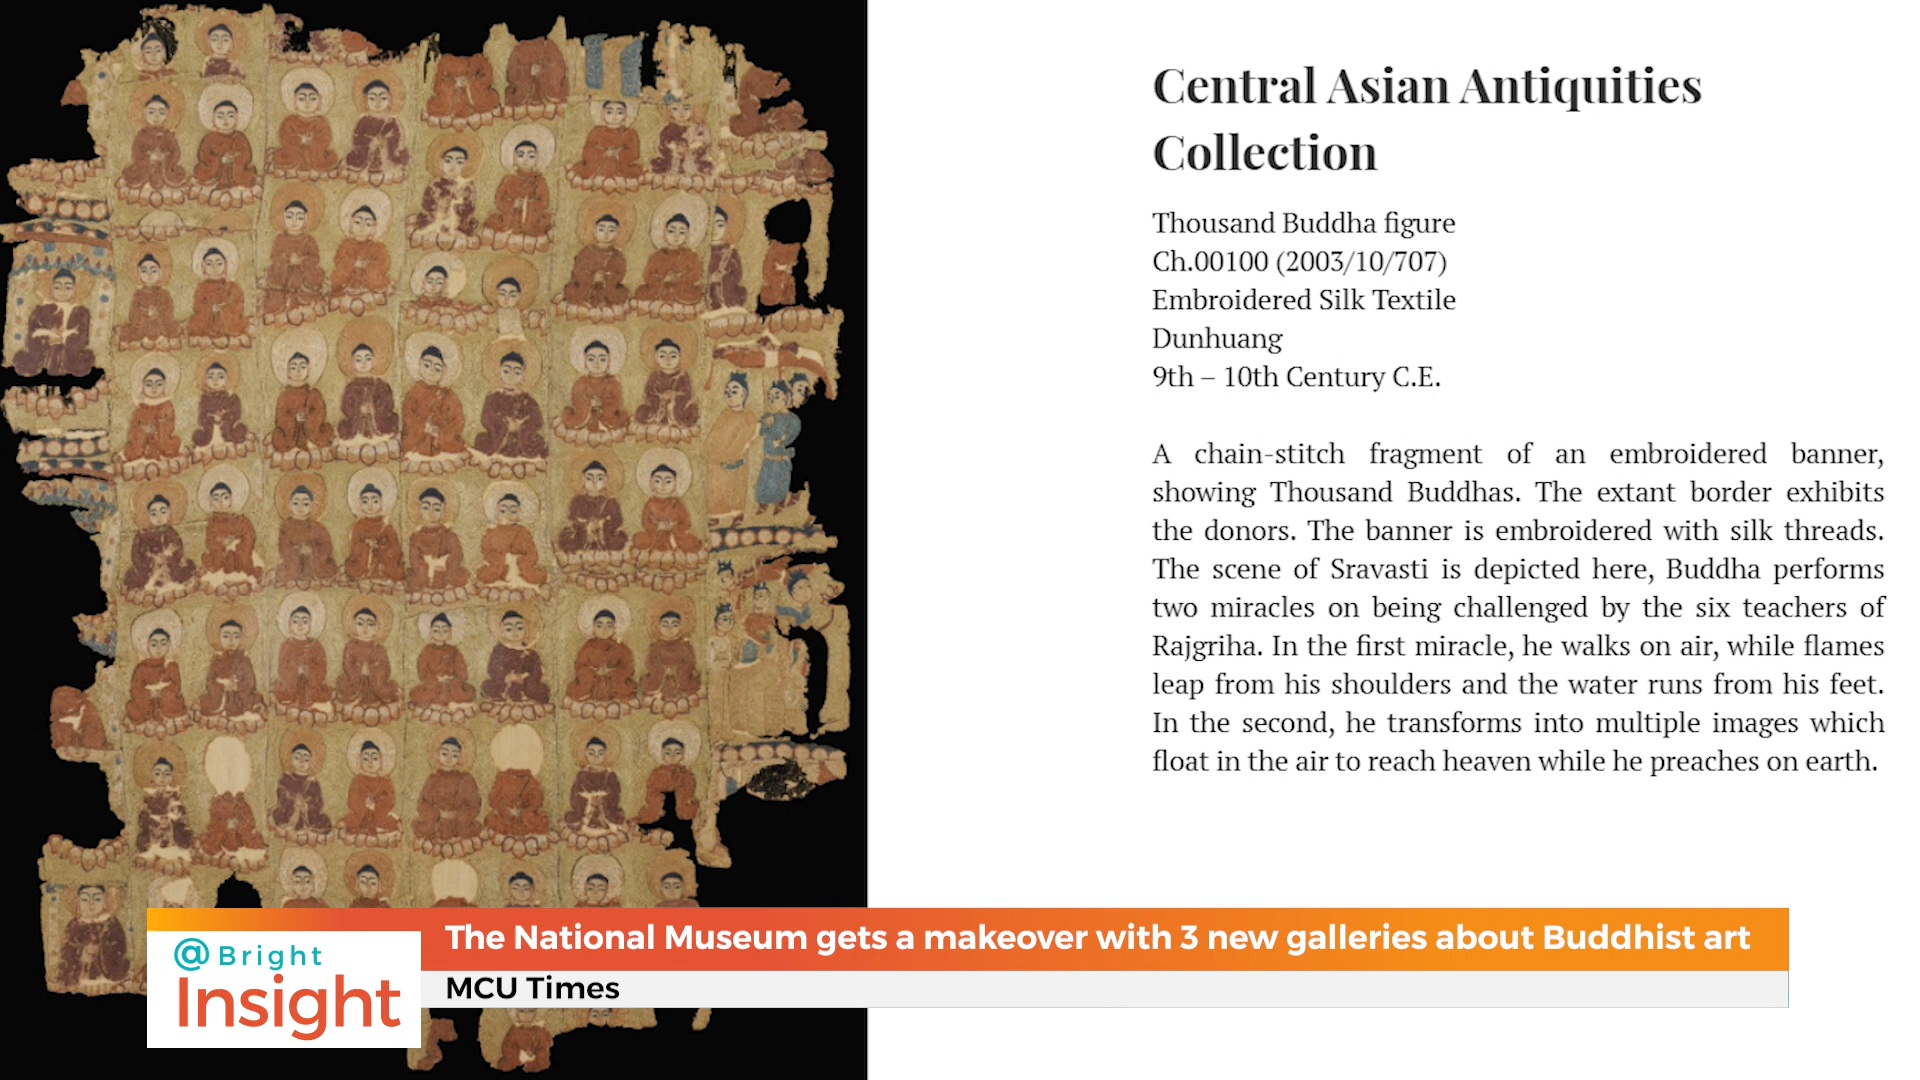 Central Asian Antiquities
Collection
Thousand Buddha figure
Ch.00100 (2003/10/707)
Embroidered Silk Textile
Dunhuang
9th – 10th Century C.E.
A chain-stitch fragment of an embroidered banner,
showing Thousand Buddhas. The extant border exhibits
the donors. The banner is embroidered with silk threads.
The scene of Sravasti is depicted here, Buddha performs
two miracles on being challenged by the six teachers of
Rajgriha. In the first miracle, he walks on air, while flames
leap from his shoulders and the water runs from his feet.
In the second, he transforms into multiple images which
float in the air to reach heaven while he preaches on earth.
The National Museum gets a makeover with 3 new galleries about Buddhist art
@Bright
Insight
MCU Times